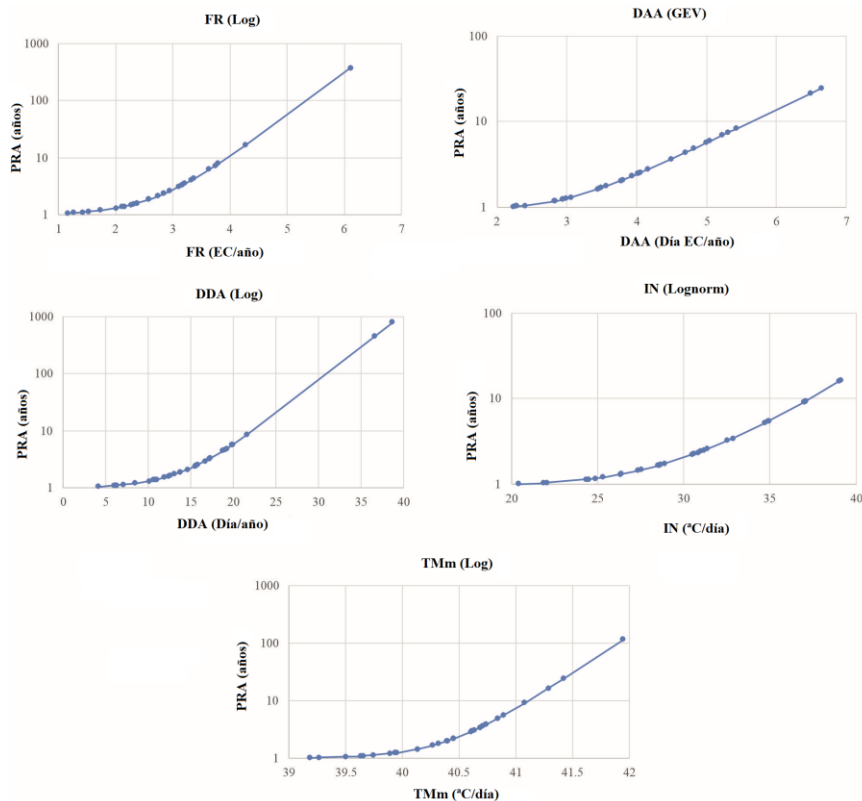 FR (Log)
1000
100
10
1
1 2 3 4 5 6 7
PRA (años)
FR (EC/año)
DAA (GEV)
100
10
1
2 3 4 5 6 7
PRA (años)
DAA (Día EC/año)
DDA (Log)
1000
100
10
1
0 5 10 15 20 25 30 35 40
PRA (años)
DDA (Día/año)
IN (Lognorm)
100
10
1
20 25 30 35 40
PRA (años)
IN (ªC/día)
TMm (Log)
1000
100
10
1
39 39.5 40 40.5 41 41.5 42
PRA (años)
TMm (ªC/día)